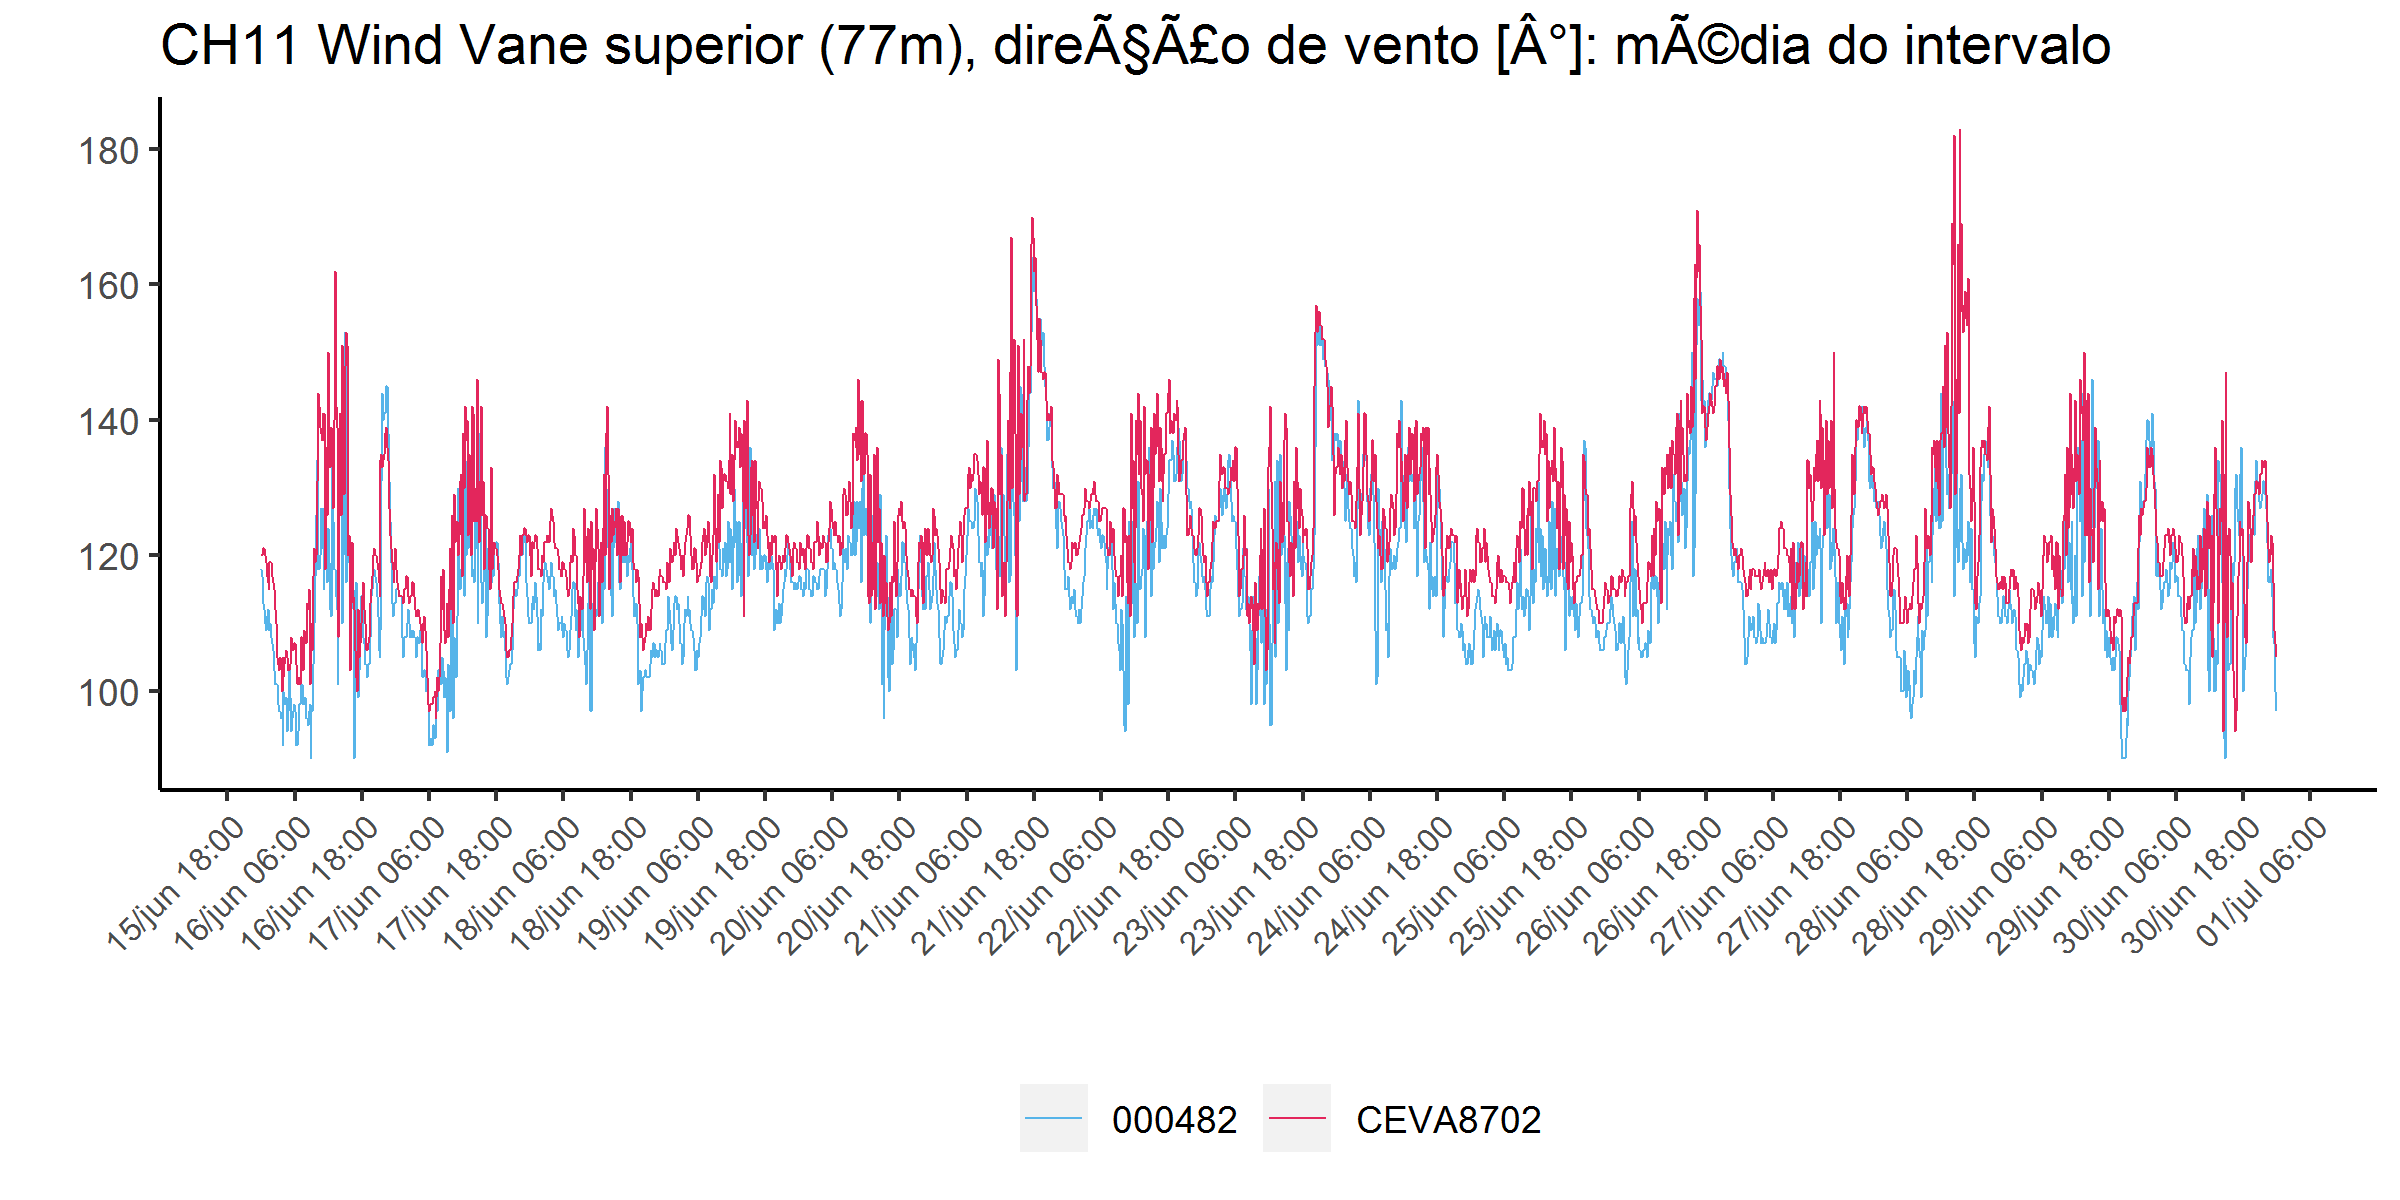 CH11 Wind Vane superior (77m), direÃ§Ã£o de vento [Â°]: mÃ©dia do intervalo
180
160
140
120
100
15/jun 18:00
16/jun 06:00
16/jun 18:00
17/jun 06:00
17/jun 18:00
18/jun 06:00
18/jun 18:00
19/jun 06:00
19/jun 18:00
20/jun 06:00
20/jun 18:00
21/jun 06:00
21/jun 18:00
22/jun 06:00
22/jun 18:00
23/jun 06:00
23/jun 18:00
24/jun 06:00
24/jun 18:00
25/jun 06:00
25/jun 18:00
26/jun 06:00
26/jun 18:00
27/jun 06:00
27/jun 18:00
28/jun 06:00
28/jun 18:00
29/jun 06:00
29/jun 18:00
30/jun 06:00
30/jun 18:00
01/jul 06:00
000482
CEVA8702